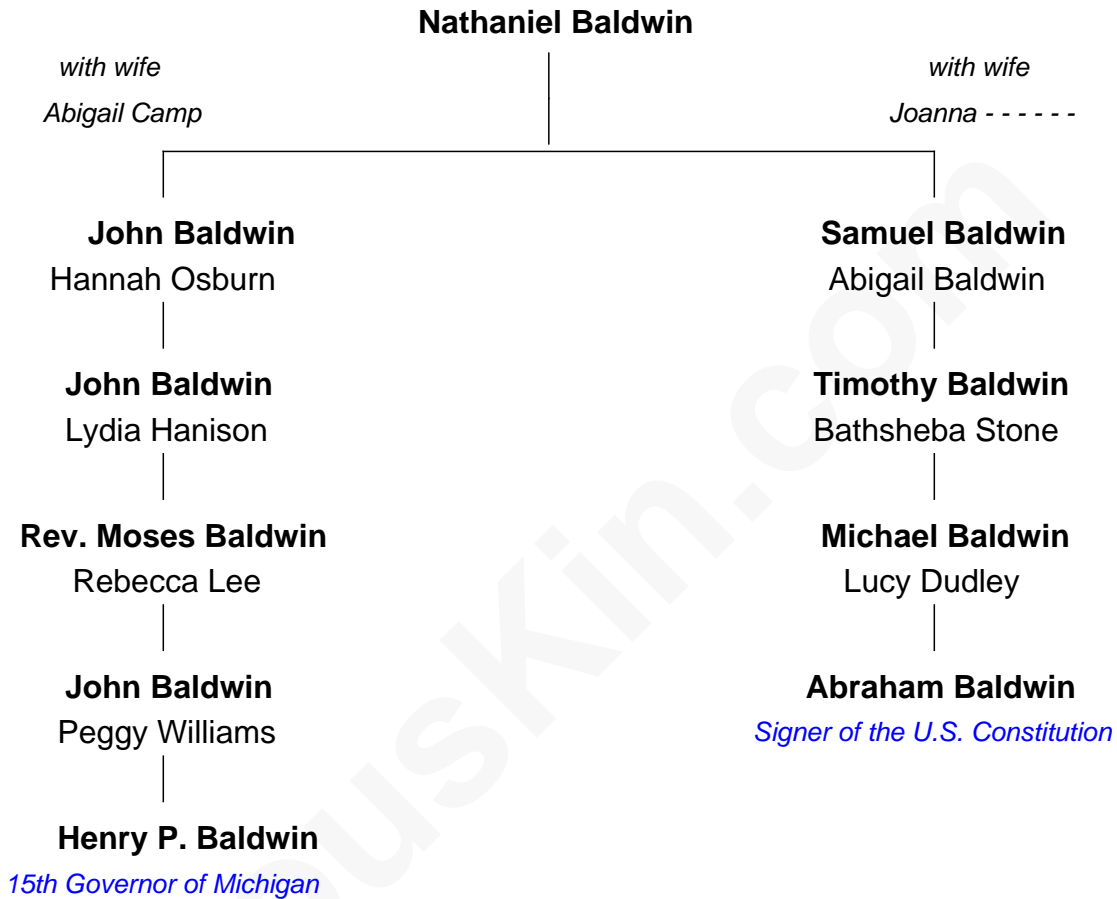 Nathaniel Baldwin
with wife
Abigail Camp
with wife
Joanna - - - - - -
John Baldwin
Hannah Osburn
Samuel Baldwin
Abigail Baldwin
John Baldwin
Lydia Hanison
Timothy Baldwin
Bathsheba Stone
Rev. Moses Baldwin
Rebecca Lee
Michael Baldwin
Lucy Dudley
John Baldwin
Peggy Williams
Abraham Baldwin
Signer of the U.S. Constitution
Henry P. Baldwin
15th Governor of Michigan
ousKin.com